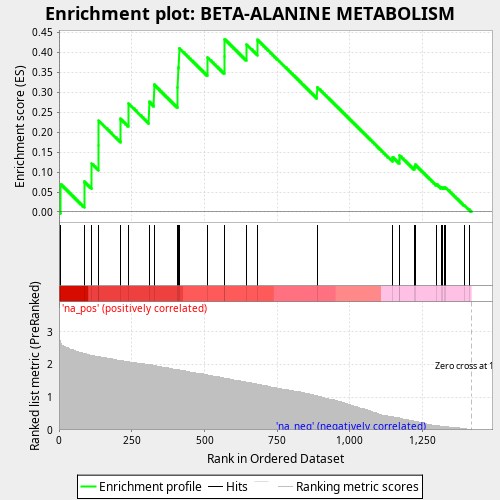 Enrichment plot: BETA-ALANINE METABOLISM
Enrichment score (ES)
0.45
0.40
0.35
0.30
0.25
0.20
0.15
0.10
0.05
0.00
'na_pos' (positively correlated)
Ranked list metric (PreRanked)
3
2
1
0
Zero cross at 1
'na_neg' (negatively correlated)
0
250
500
750
1,000
1,250
Rank in Ordered Dataset
Enrichment profile
Hits
Ranking metric scores